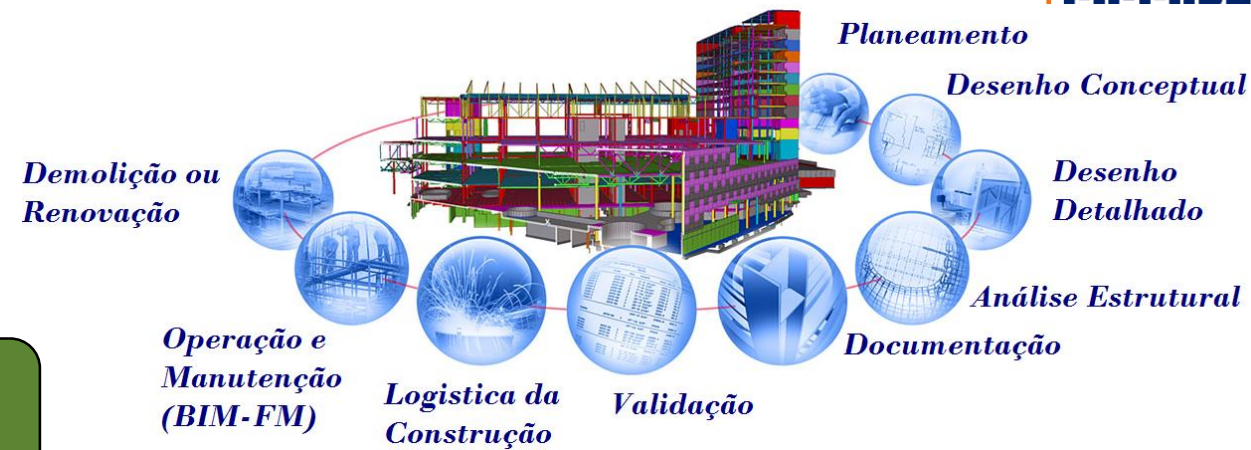 Planeamento
Desenho Conceptual
Desenho
Detalhado
Análise Estrutural
Documentação
Validação
Logistica da
Construção
Operação e
Manutenção
(BIM-FM)
Demolição ou
Renovação